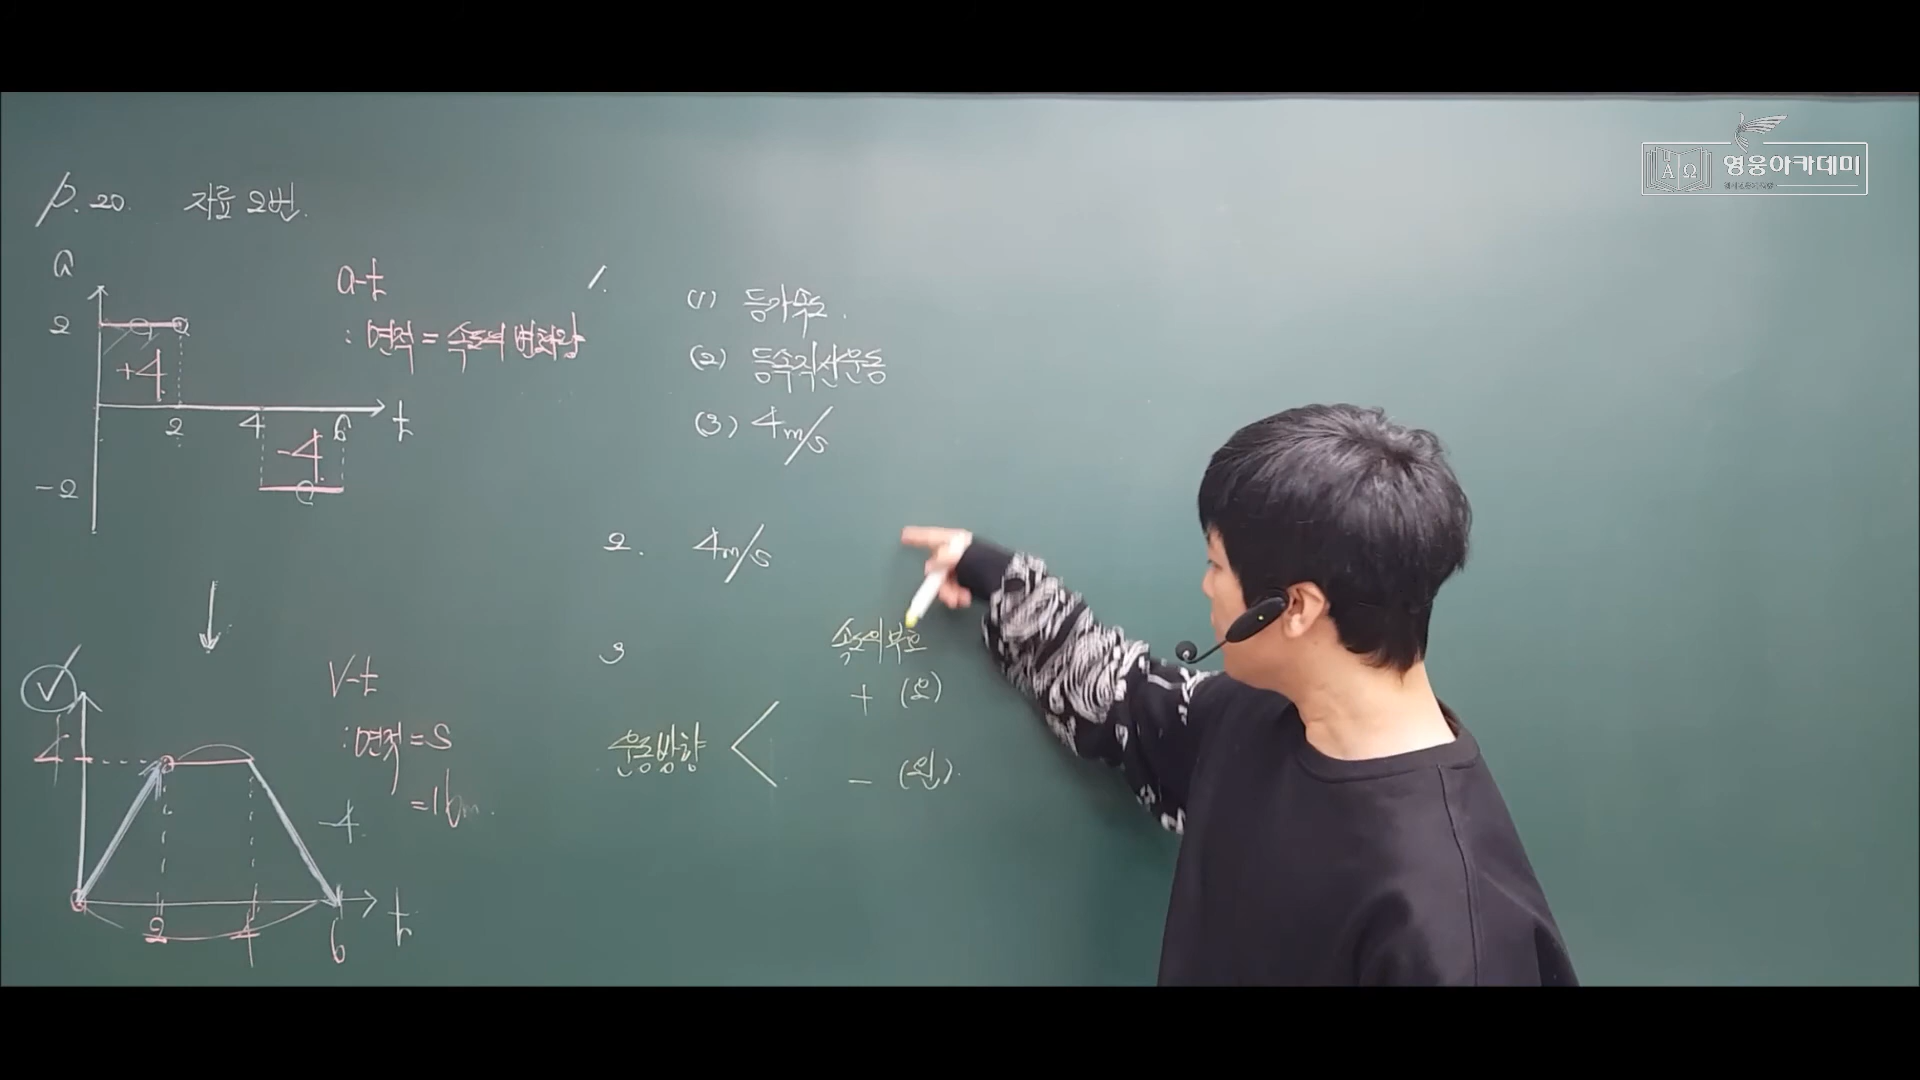 p.20. 자료 2번.
a
2
+4
2
4
6
t
-4
-2
a-t
: 면적 = 속도의 변화량
V
4
2
4
6
t
-4
V-t
: 면적 = S
= 16m.
1.
(1) 등가속도.
(2) 등속직선운동
(3) 4m/s
2. 4m/s
3
운동방향
속도의 부호
+ (오)
- (왼).
영웅아카데미
A Ω